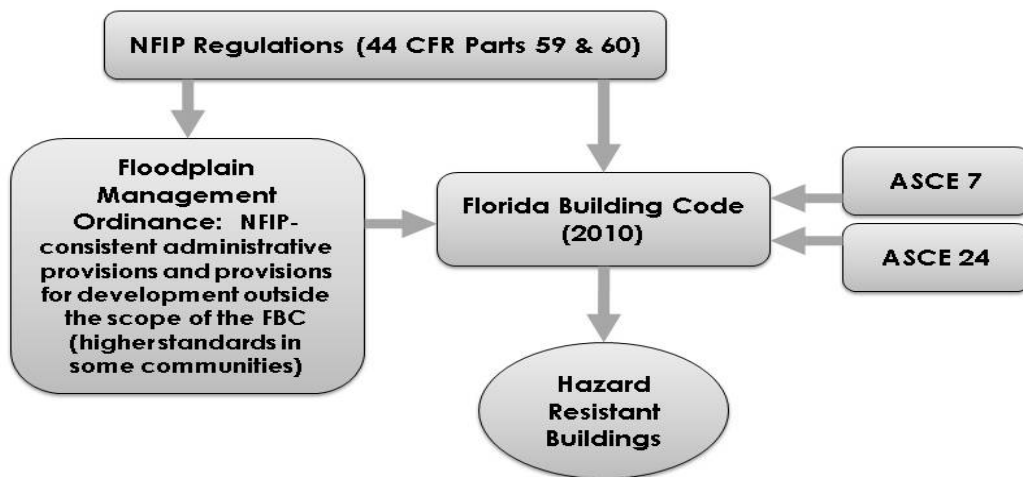 NFIP Regulations (44 CFR Parts 59 & 60)
Floodplain
Management
Ordinance: NFIP-
consistent administrative
provisions and provisions
for development outside
the scope of the FBC
(higher standards in
some communities)
Florida Building Code
(2010)
ASCE 7
ASCE 24
Hazard
Resistant
Buildings